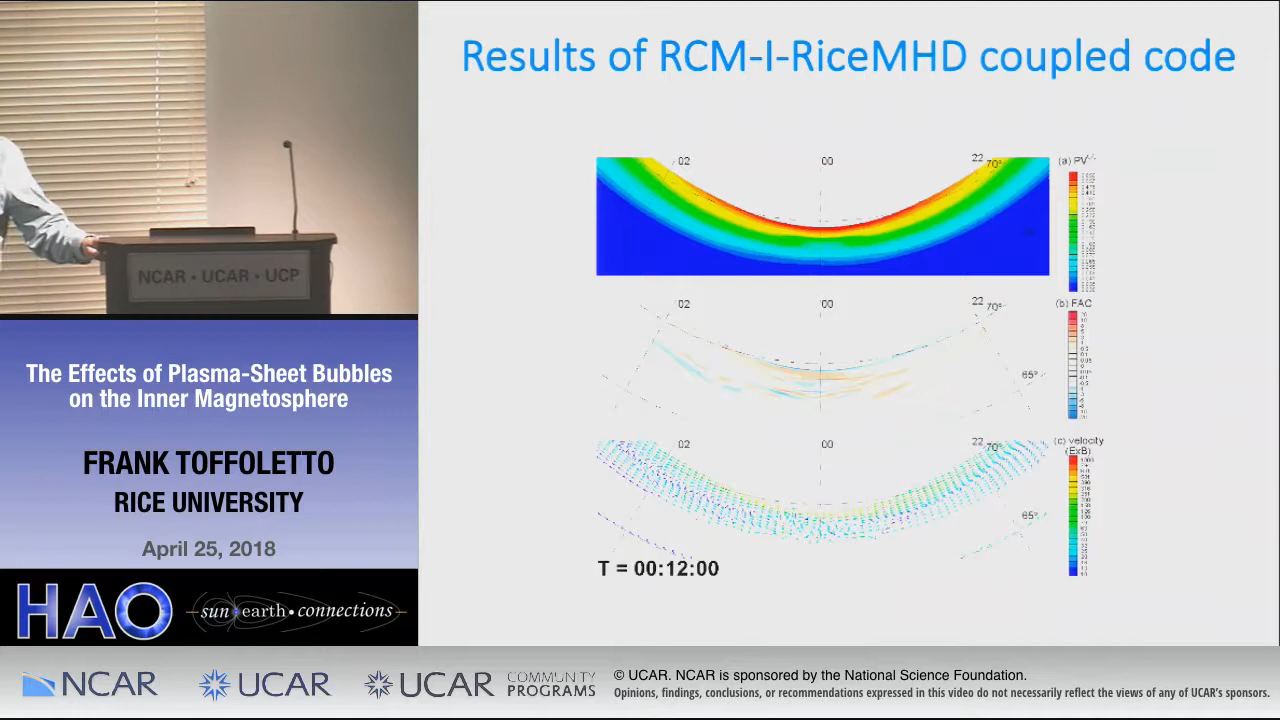 Results of RCM-I-RiceMHD coupled code
02
00
22
70°
(a) PV
02
00
22
70°
(b) FAC
65°
02
00
22
70°
(c) velocity
(ExB)
65°
T = 00:12:00
NCAR • UCAR • UCP
The Effects of Plasma-Sheet Bubbles
on the Inner Magnetosphere
FRANK TOFFOLETTO
RICE UNIVERSITY
April 25, 2018
HAO
sun • earth • connections
NCAR
UCAR
UCAR
COMMUNITY
PROGRAMS
© UCAR. NCAR is sponsored by the National Science Foundation.
Opinions, findings, conclusions, or recommendations expressed in this video do not necessarily reflect the views of any of UCAR's sponsors.